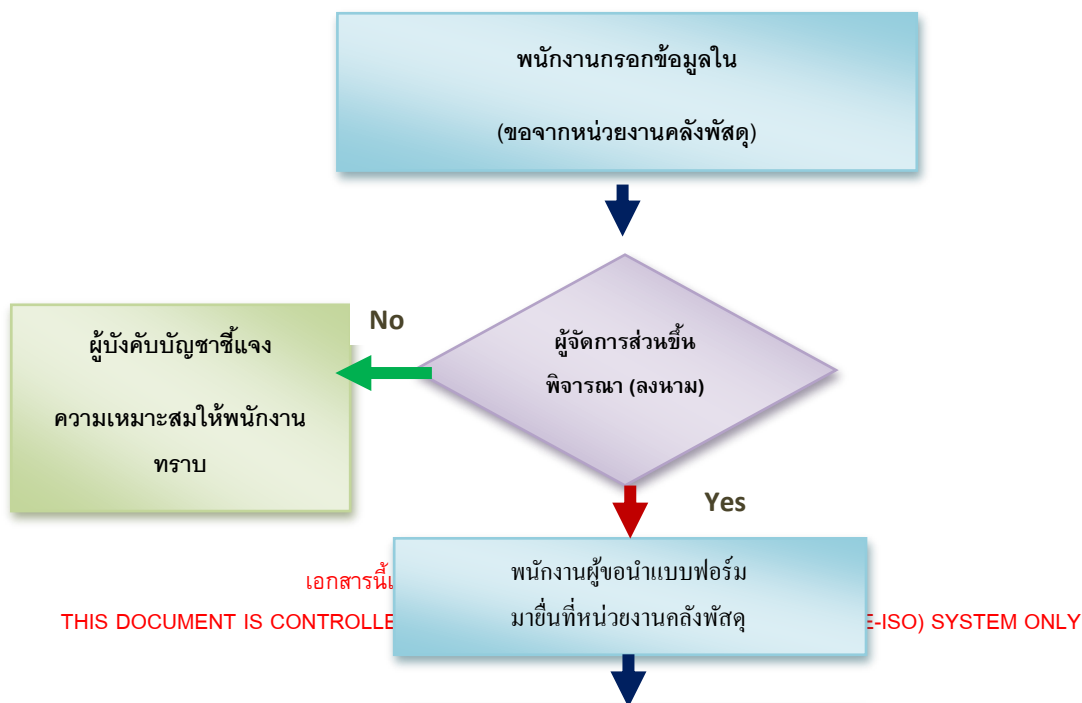 พนักงานกรอกข้อมูลใน
(ขอจากหน่วยงานคลังพัสดุ)
ผู้จัดการส่วนขึ้น
พิจารณา (ลงนาม)
No
ผู้บังคับบัญชาชี้แจง
ความเหมาะสมให้พนักงาน
ทราบ
Yes
พนักงานผู้ขอนำแบบฟอร์ม
มายื่นที่หน่วยงานคลังพัสดุ
เอกสารนี้
THIS DOCUMENT IS CONTROLLE E-ISO) SYSTEM ONLY